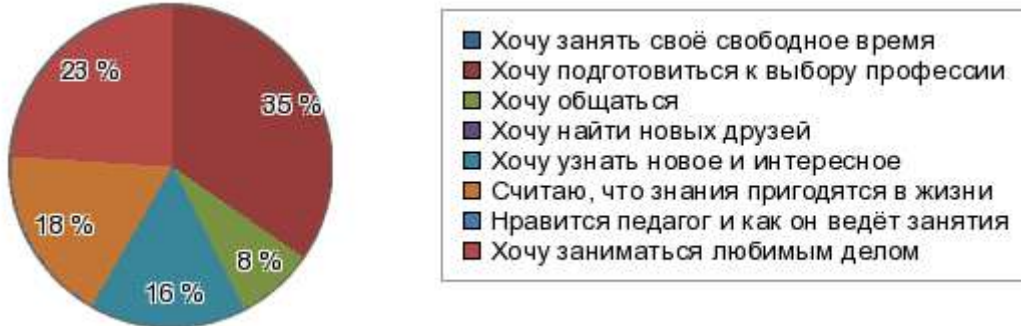 23 %
35 %
18 %
8 %
16 %
Хочу занять своё свободное время
Хочу подготовиться к выбору профессии
Хочу общаться
Хочу найти новых друзей
Хочу узнать новое и интересное
Считаю, что знания пригодятся в жизни
Нравится педагог и как он ведёт занятия
Хочу заниматься любимым делом